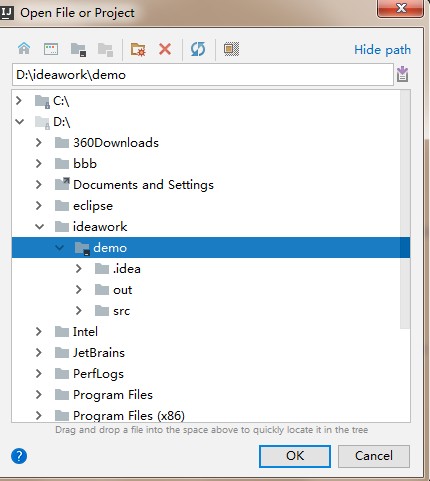 IJ Open File or Project
Hide path
D:\ideawork\demo
C:\
D:\
360Downloads
bbb
Documents and Settings
eclipse
ideawork
demo
.idea
out
src
Intel
JetBrains
PerfLogs
Program Files
Program Files (x86)
Drag and drop a file into the space above to quickly locate it in the tree
? OK Cancel